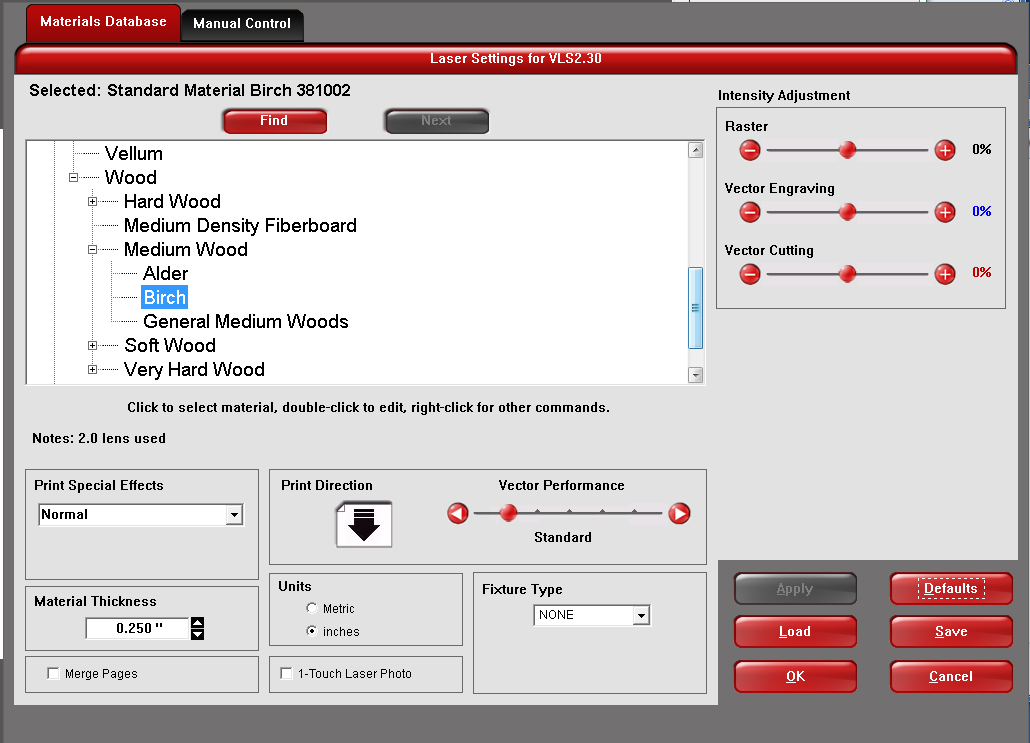 Materials Database
Manual Control
Laser Settings for VLS2.30
Selected: Standard Material Birch 381002
Find
Next
Vellum
Wood
Hard Wood
Medium Density Fiberboard
Medium Wood
Alder
Birch
General Medium Woods
Soft Wood
Very Hard Wood
Click to select material, double-click to edit, right-click for other commands.
Notes: 2.0 lens used
Intensity Adjustment
Raster
0%
Vector Engraving
0%
Vector Cutting
0%
Print Special Effects
Normal
Print Direction
Vector Performance
Standard
Material Thickness
0.250 "
Units
Metric
inches
Fixture Type
NONE
Merge Pages
1-Touch Laser Photo
Apply
Defaults
Load
Save
OK
Cancel